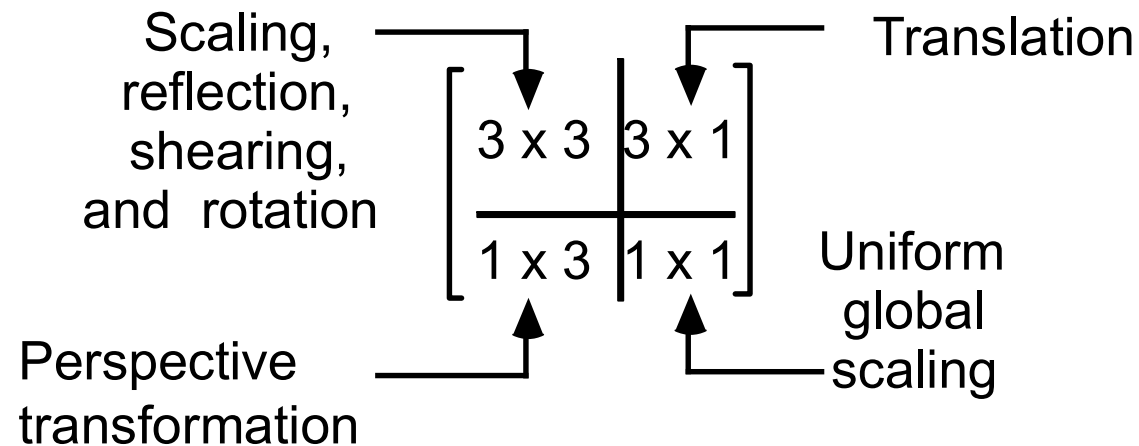 Scaling,
reflection,
shearing,
and rotation
Translation
3 x 3 3 x 1
1 x 3 1 x 1
Perspective
transformation
Uniform
global
scaling